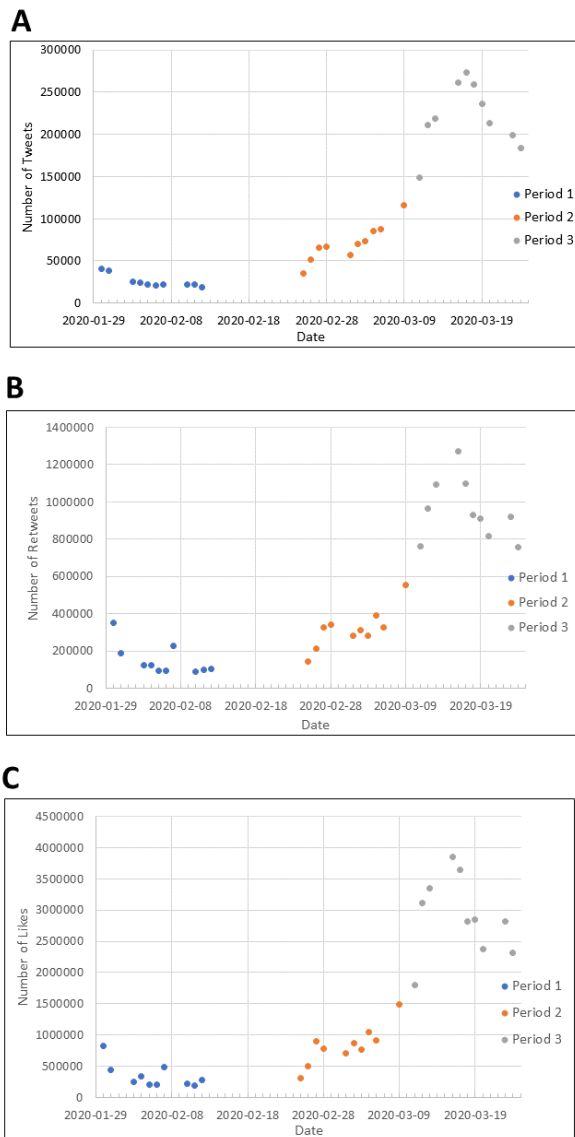 A
300000
250000
200000
150000
100000
50000
0
Number of Tweets
Period 1
Period 2
Period 3
2020-01-29 2020-02-08 2020-02-18 2020-02-28 2020-03-09 2020-03-19
Date
B
1400000
1200000
1000000
800000
600000
400000
200000
0
Number of Retweets
Period 1
Period 2
Period 3
2020-01-29 2020-02-08 2020-02-18 2020-02-28 2020-03-09 2020-03-19
Date
C
4500000
4000000
3500000
3000000
2500000
2000000
1500000
1000000
500000
0
Number of Likes
Period 1
Period 2
Period 3
2020-01-29 2020-02-08 2020-02-18 2020-02-28 2020-03-09 2020-03-19
Date